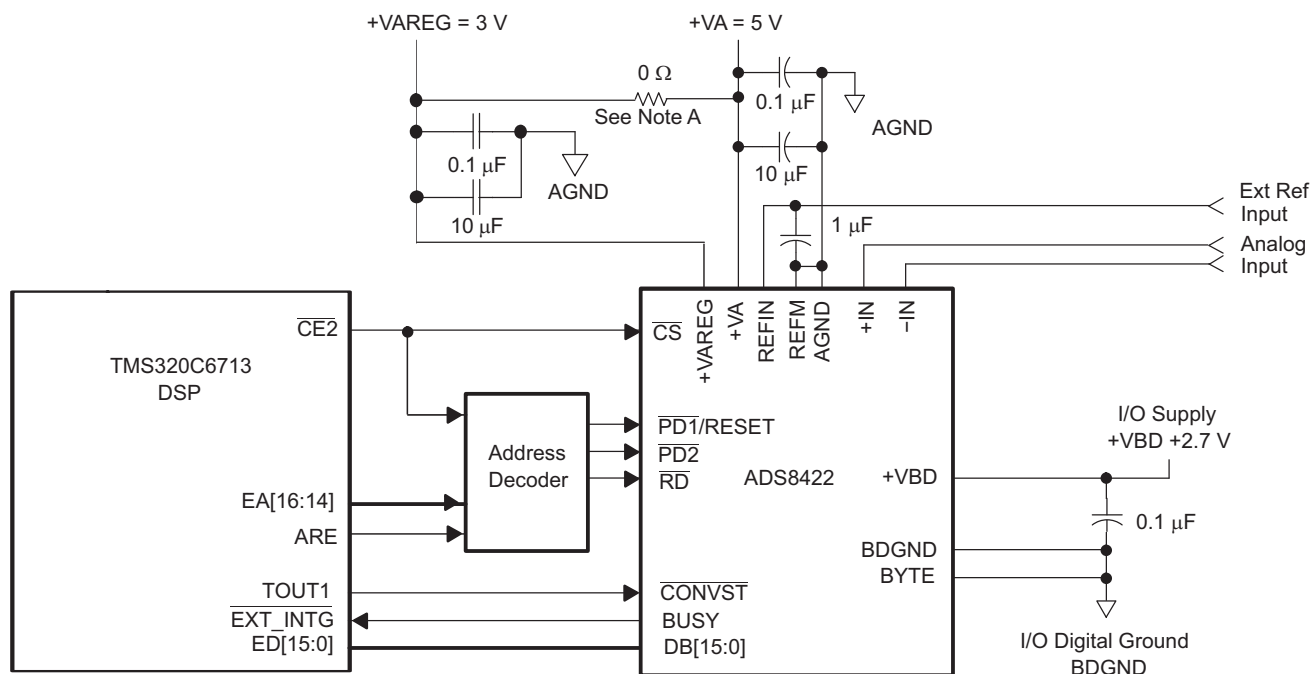 +VAREG = 3 V
+VA = 5 V
0 Ω
See Note A
0.1 μF
AGND
0.1 μF
AGND
10 μF
10 μF
1 μF
Ext Ref
Input
Analog
Input
CE2
TMS320C6713
DSP
EA[16:14]
ARE
TOUT1
EXT_INTG
ED[15:0]
Address
Decoder
CS
+VAREG
+VA
REFIN
REFM
AGND
+IN
−IN
PD1/RESET
PD2
RD
ADS8422
+VBD
BDGND
BYTE
CONVST
BUSY
DB[15:0]
I/O Supply
+VBD +2.7 V
0.1 μF
I/O Digital Ground
BDGND